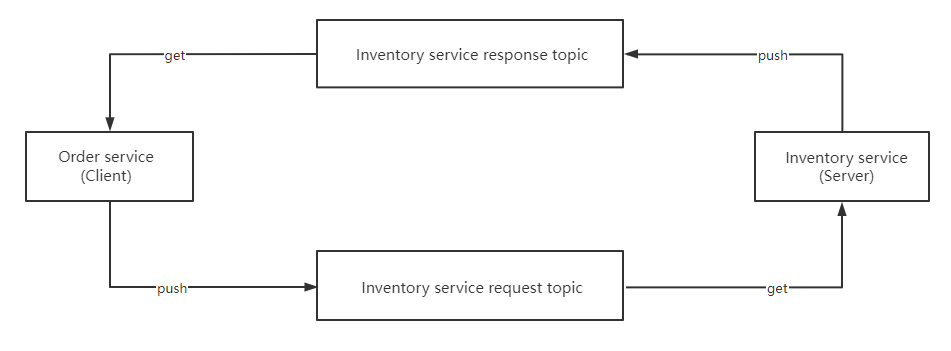 Inventory service response topic
get
push
Order service
(Client)
Inventory service
(Server)
Inventory service request topic
push
get